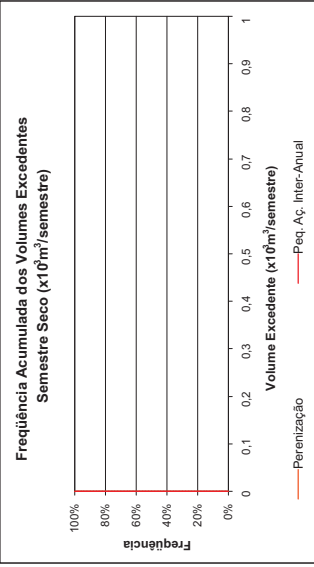 Freqüência Acumulada dos Volumes Excedentes
Semestre Seco (x10³m³/semestre)
Freqüência
100%
80%
60%
40%
20%
0%
0
0,1
0,2
0,3
0,4
0,5
0,6
0,7
0,8
0,9
1
Volume Excedente (x10³m³/semestre)
Perenização
Peq. Aç. Inter-Anual